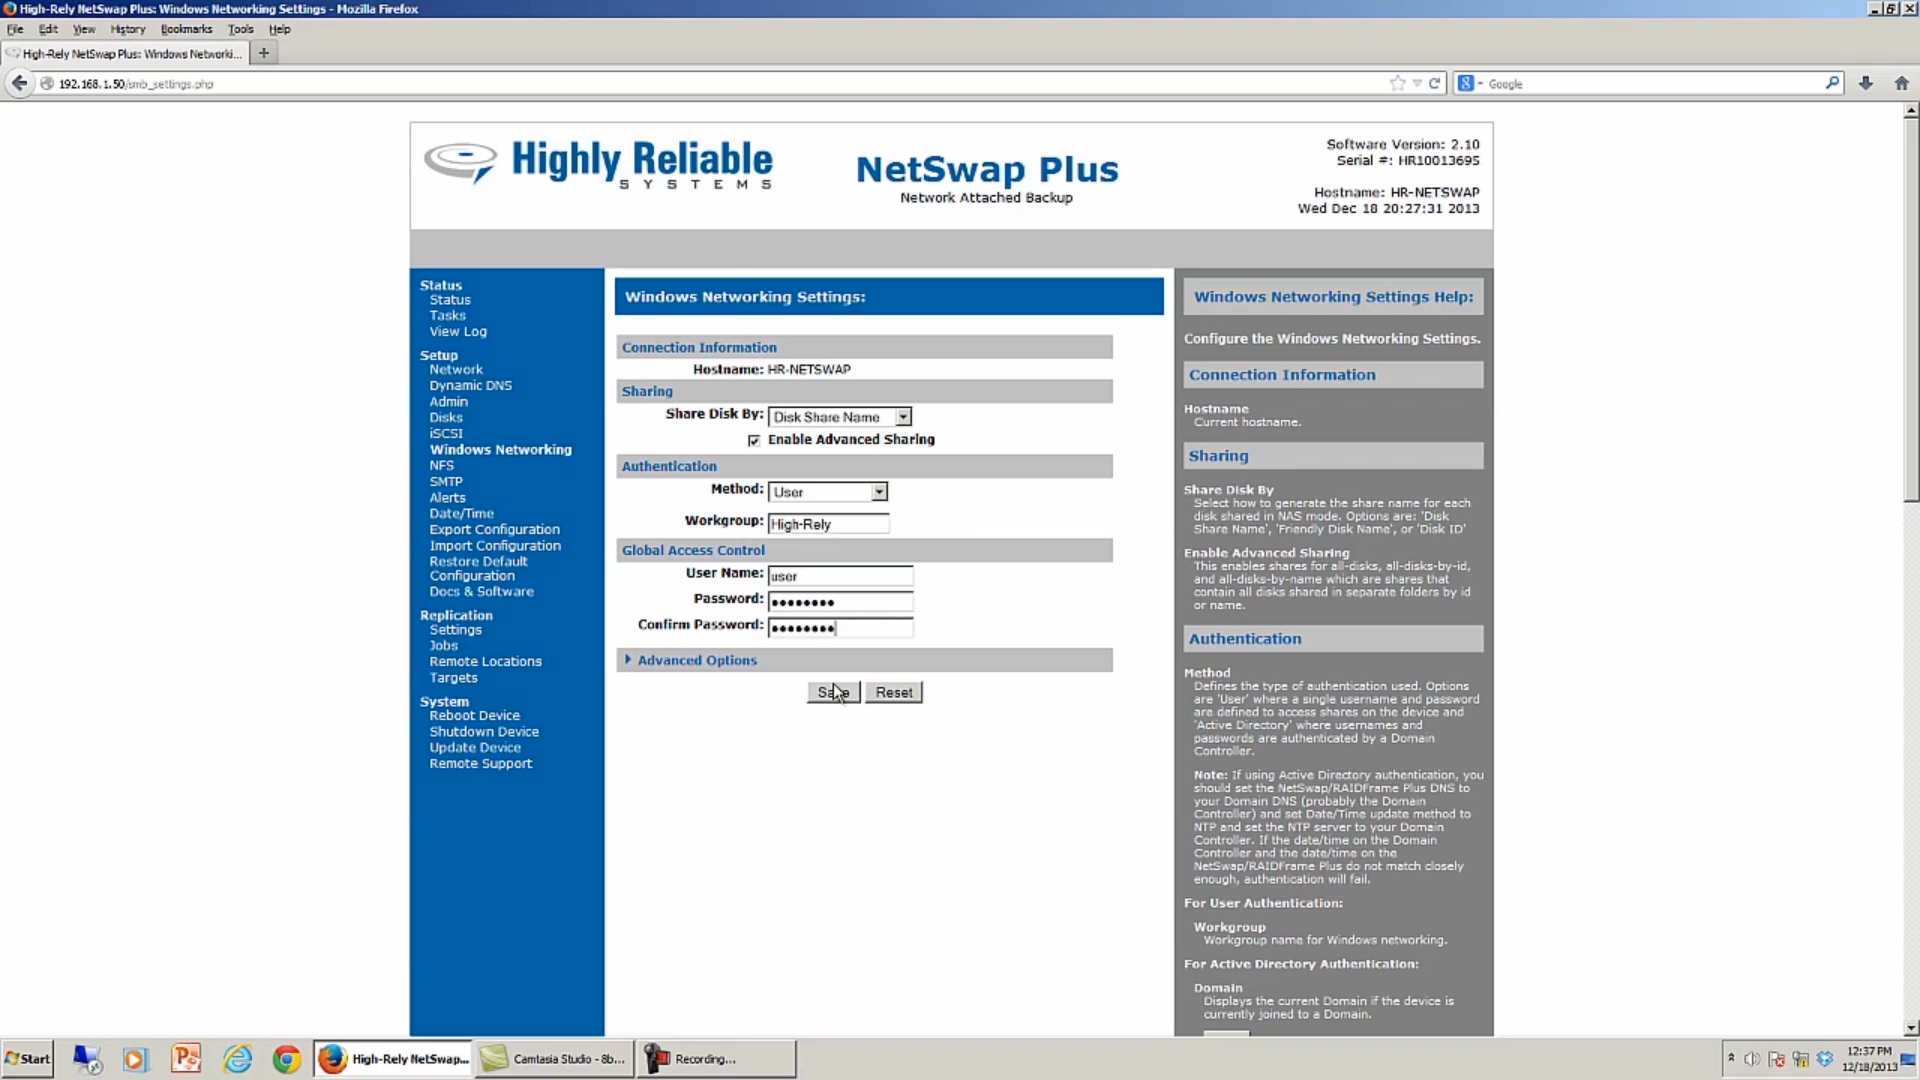 High-Rely NetSwap Plus: Windows Networking Settings - Mozilla Firefox
File Edit View History Bookmarks Tools Help
High-Rely NetSwap Plus: Windows Networki... +
192.168.1.50/smb_settings.php
Google
Highly Reliable
SYSTEMS
NetSwap Plus
Network Attached Backup
Software Version: 2.10
Serial #: HR10013695
Hostname: HR-NETSWAP
Wed Dec 18 20:27:31 2013
Status
Status
Tasks
View Log
Setup
Network
Dynamic DNS
Admin
Disks
iSCSI
Windows Networking
NFS
SMTP
Alerts
Date/Time
Export Configuration
Import Configuration
Restore Default
Configuration
Docs & Software
Replication
Settings
Jobs
Remote Locations
Targets
System
Reboot Device
Shutdown Device
Update Device
Remote Support
Windows Networking Settings:
Connection Information
Hostname: HR-NETSWAP
Sharing
Share Disk By: Disk Share Name
Enable Advanced Sharing
Authentication
Method: User
Workgroup: High-Rely
Global Access Control
User Name: user
Password: ••••••••
Confirm Password: ••••••••
Advanced Options
Save Reset
Windows Networking Settings Help:
Configure the Windows Networking Settings.
Connection Information
Hostname
Current hostname.
Sharing
Share Disk By
Select how to generate the share name for each
disk shared in NAS mode. Options are: 'Disk
Share Name', 'Friendly Disk Name', or 'Disk ID'
Enable Advanced Sharing
This enables shares for all-disks, all-disks-by-id,
and all-disks-by-name which are shares that
contain all disks shared in separate folders by id
or name.
Authentication
Method
Defines the type of authentication used. Options
are 'User' where a single username and password
are defined to access shares on the device and
'Active Directory' where usernames and
passwords are authenticated by a Domain
Controller.
Note: If using Active Directory authentication, you
should set the NetSwap/RAIDFrame Plus DNS to
your Domain DNS (probably the Domain
Controller) and set Date/Time update method to
NTP and set the NTP server to your Domain
Controller. If the date/time on the Domain
Controller and the date/time on the
NetSwap/RAIDFrame Plus do not match closely
enough, authentication will fail.
For User Authentication:
Workgroup
Workgroup name for Windows networking.
For Active Directory Authentication:
Domain
Displays the current Domain if the device is
currently joined to a Domain.
Start
High-Rely NetSwap...
Camtasia Studio - 8b...
Recording...
12:37 PM
12/18/2013